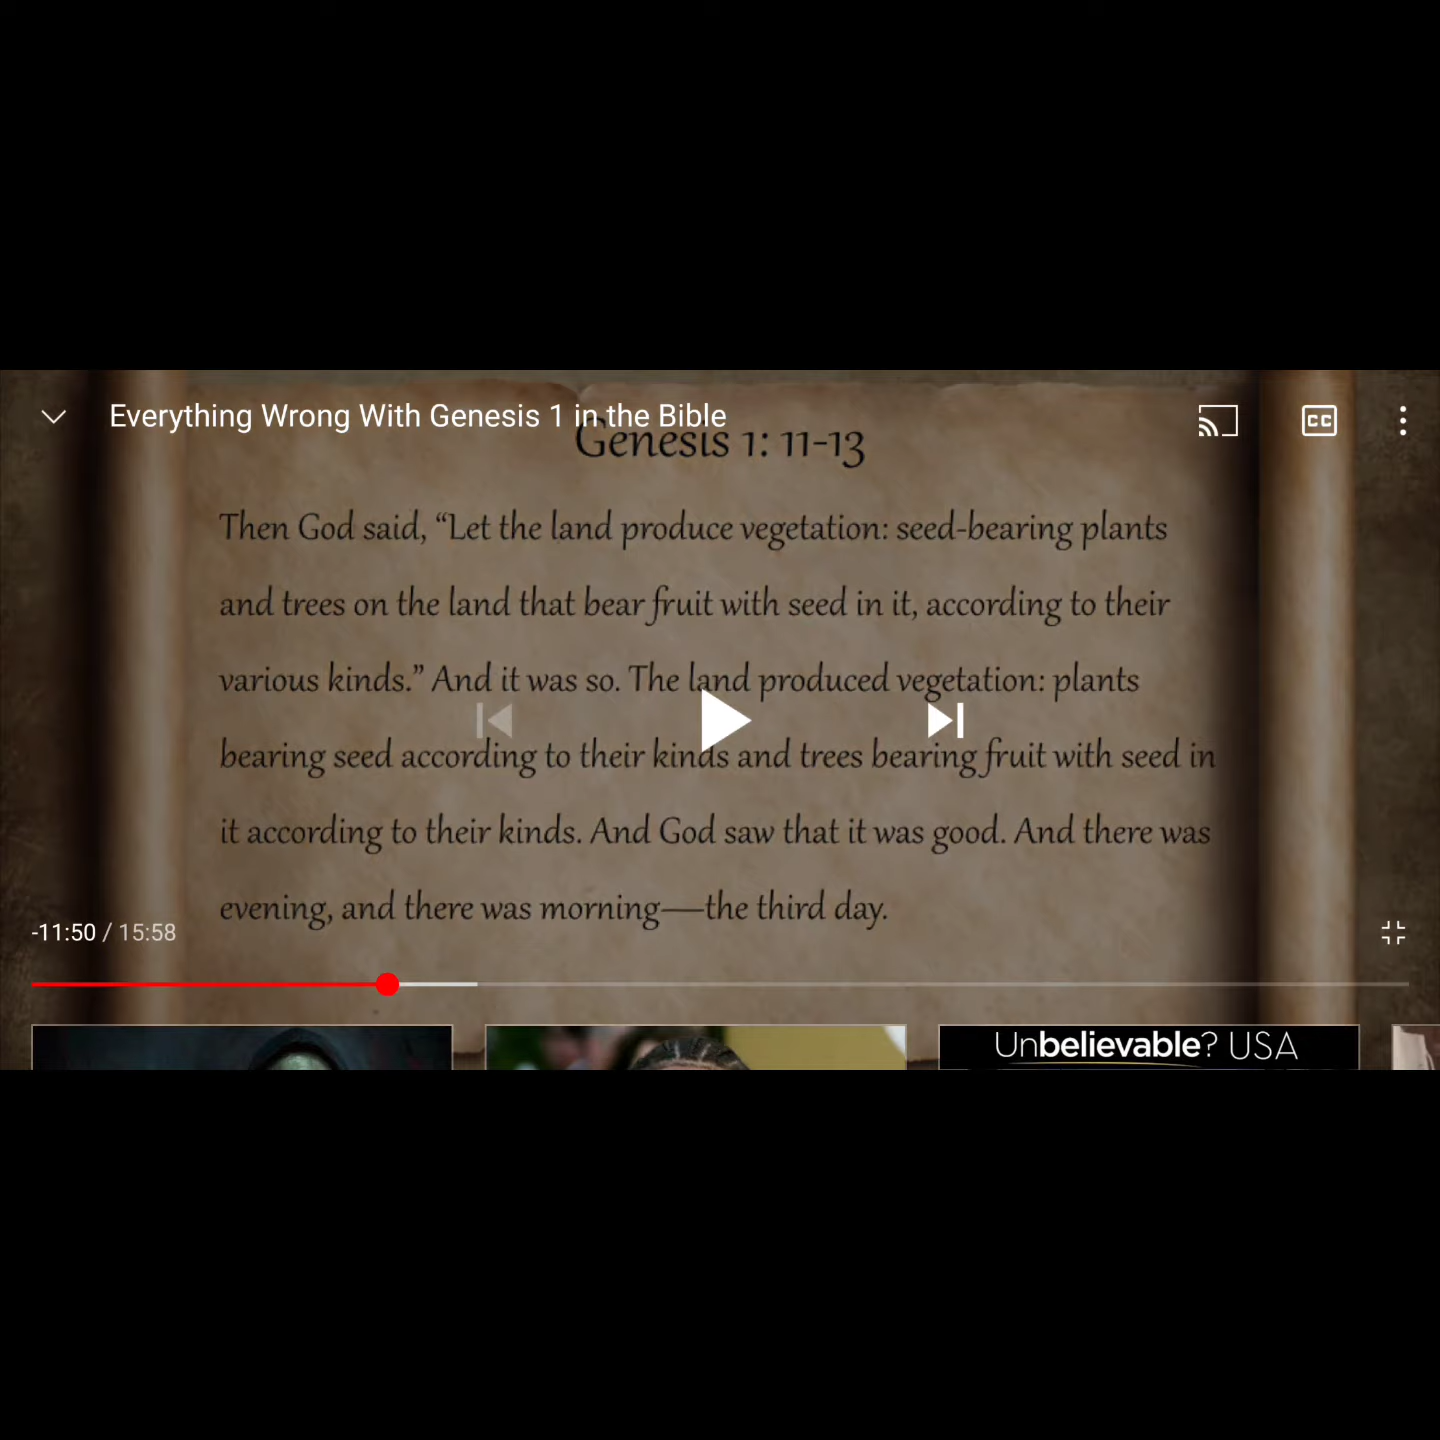 Everything Wrong With Genesis 1 in the Bible
CC
Genesis 1: 11-13
Then God said, “Let the land produce vegetation: seed-bearing plants
and trees on the land that bear fruit with seed in it, according to their
various kinds.” And it was so. The land produced vegetation: plants
bearing seed according to their kinds and trees bearing fruit with seed in
it according to their kinds. And God saw that it was good. And there was
evening, and there was morning—the third day.
-11:50 / 15:58
Unbelievable? USA